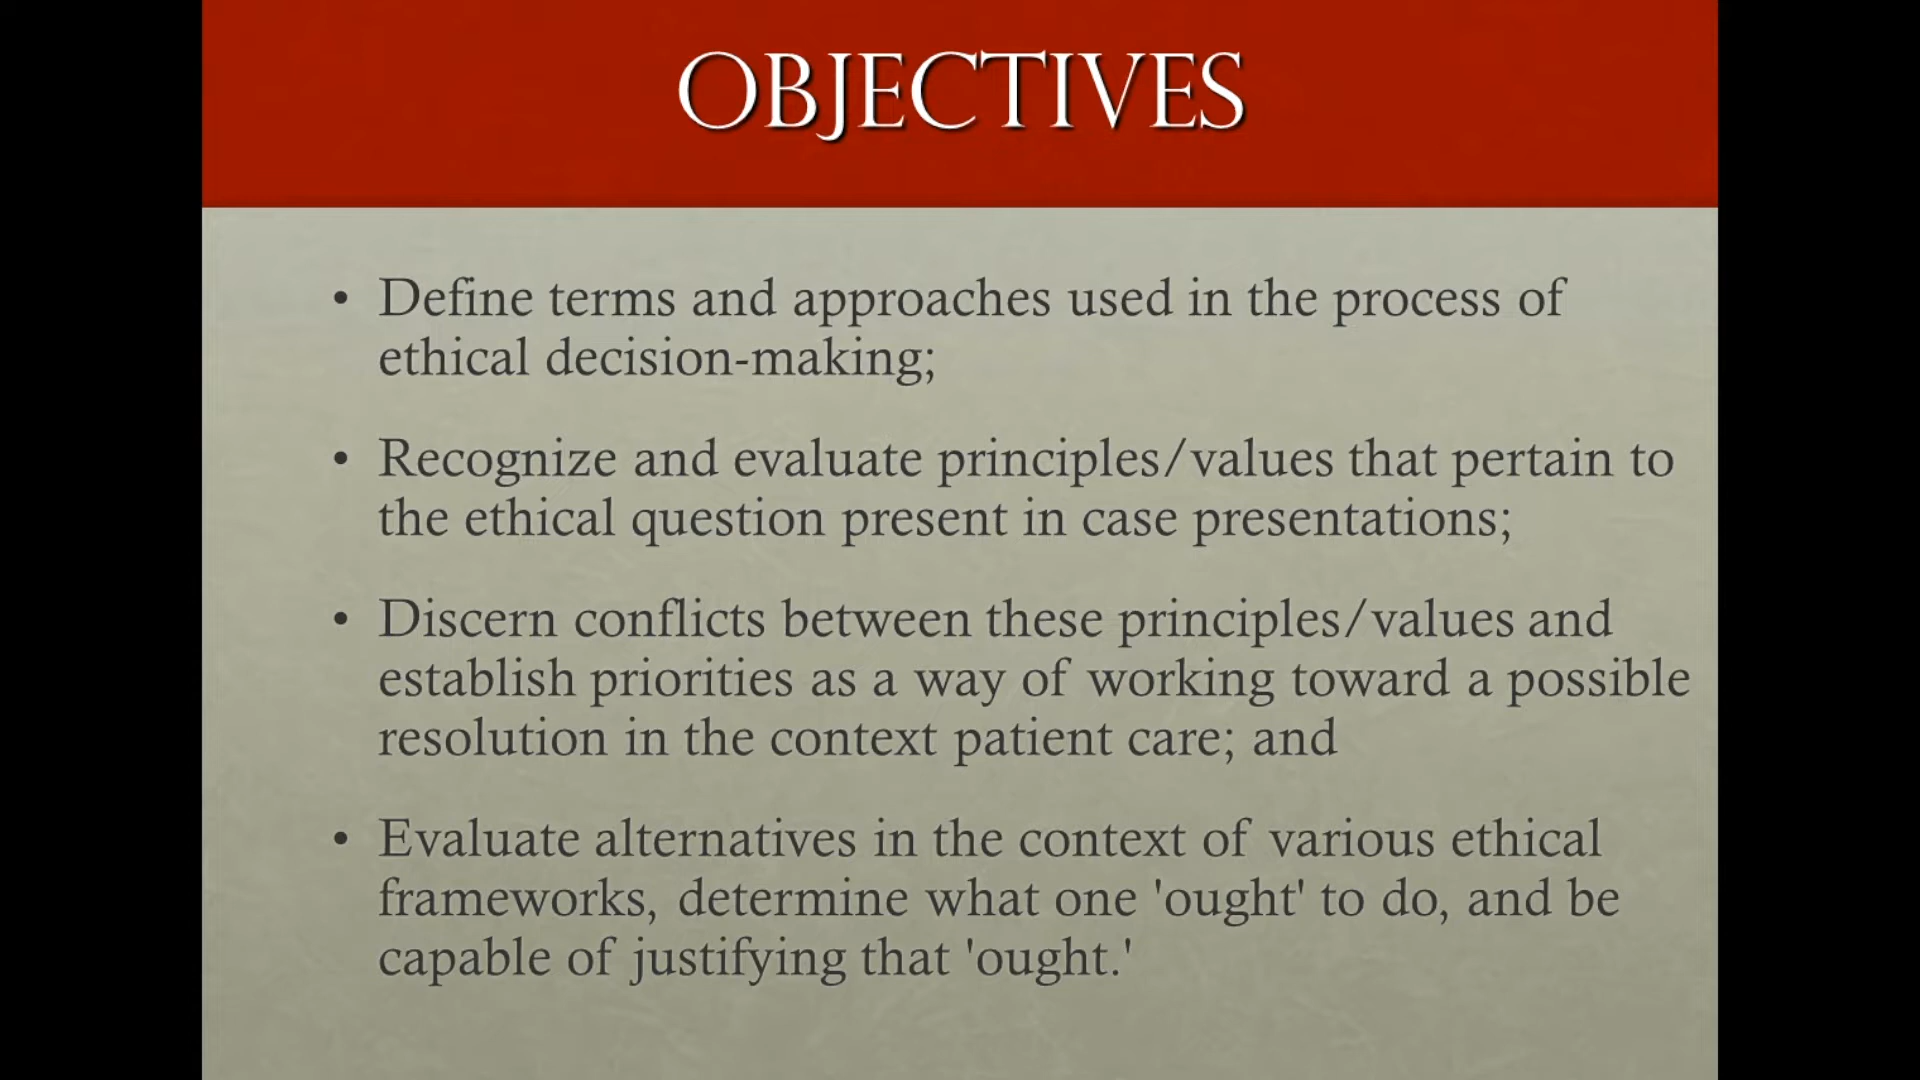 OBJECTIVES
• Define terms and approaches used in the process of
ethical decision-making;
• Recognize and evaluate principles/values that pertain to
the ethical question present in case presentations;
• Discern conflicts between these principles/values and
establish priorities as a way of working toward a possible
resolution in the context patient care; and
• Evaluate alternatives in the context of various ethical
frameworks, determine what one 'ought' to do, and be
capable of justifying that 'ought.'